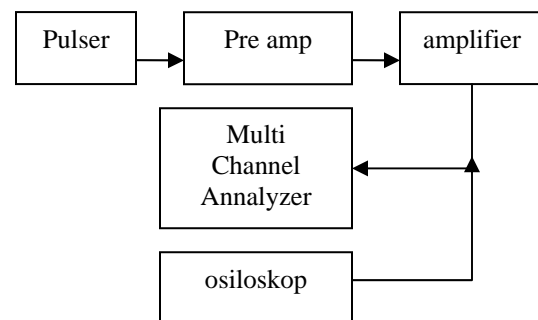 Pulser
Pre amp
amplifier
Multi
Channel
Annalyzer
osiloskop